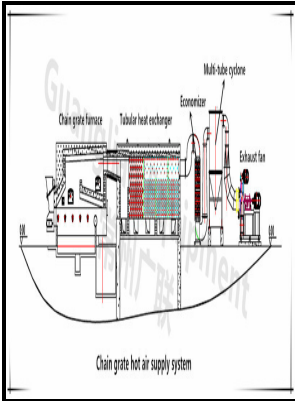 Multi-tube cyclone
Economizer
Chain grate furnace
Tubular heat exchanger
Exhaust fan
Chain grate hot air supply system